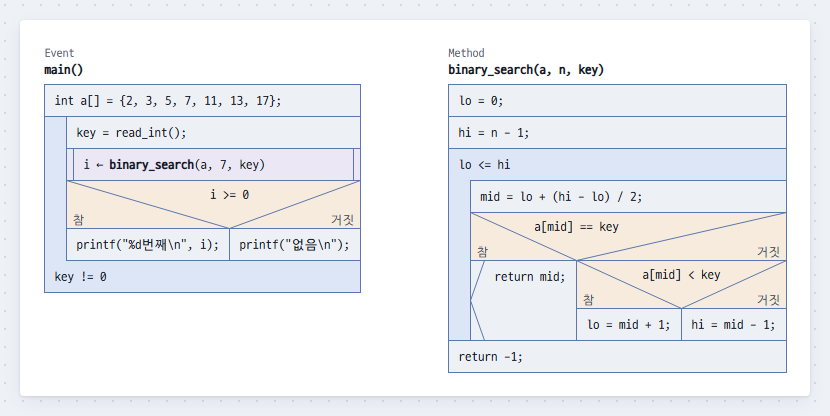 Event
main()
int a[] = {2, 3, 5, 7, 11, 13, 17};
key = read_int();
i ← binary_search(a, 7, key)
i >= 0
참
거짓
printf("%d번째\n", i);
printf("없음\n");
key != 0
Method
binary_search(a, n, key)
lo = 0;
hi = n - 1;
lo <= hi
mid = lo + (hi - lo) / 2;
a[mid] == key
참
거짓
return mid;
a[mid] < key
참
거짓
lo = mid + 1;
hi = mid - 1;
return -1;